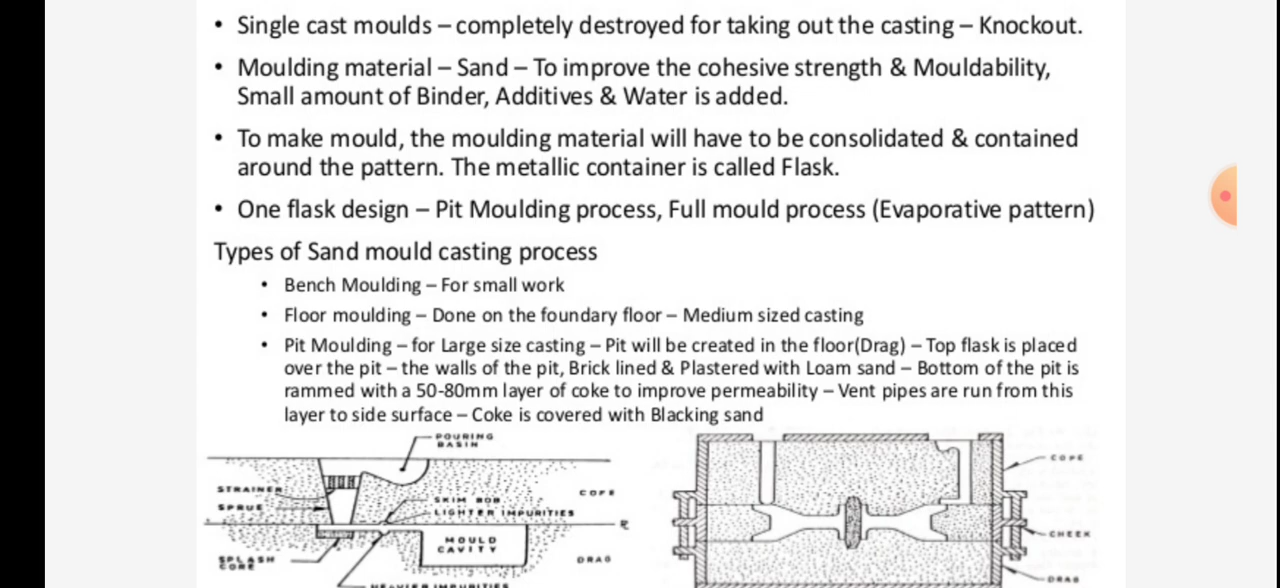 • Single cast moulds – completely destroyed for taking out the casting – Knockout.
• Moulding material – Sand – To improve the cohesive strength & Mouldability,
Small amount of Binder, Additives & Water is added.
• To make mould, the moulding material will have to be consolidated & contained
around the pattern. The metallic container is called Flask.
• One flask design – Pit Moulding process, Full mould process (Evaporative pattern)
Types of Sand mould casting process
• Bench Moulding – For small work
• Floor moulding – Done on the foundary floor – Medium sized casting
• Pit Moulding – for Large size casting – Pit will be created in the floor(Drag) – Top flask is placed
over the pit – the walls of the pit, Brick lined & Plastered with Loam sand – Bottom of the pit is
rammed with a 50-80mm layer of coke to improve permeability – Vent pipes are run from this
layer to side surface – Coke is covered with Blacking sand
POURING
BASIN
STRAINER
SPRUE
SKIM BOB
LIGHTER IMPURITIES
COPE
MOULD
CAVITY
SPLASH
CORE
DRAG
HEAVIER IMPURITIES
COPE
CHEEK
DRAG